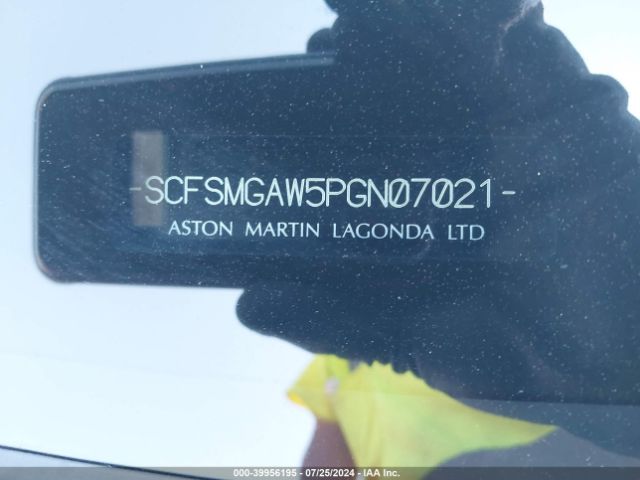 -SCFSMGAW5PGN07021-
ASTON MARTIN LAGONDA LTD
000-39956195 - 07/25/2024 - IAA Inc.